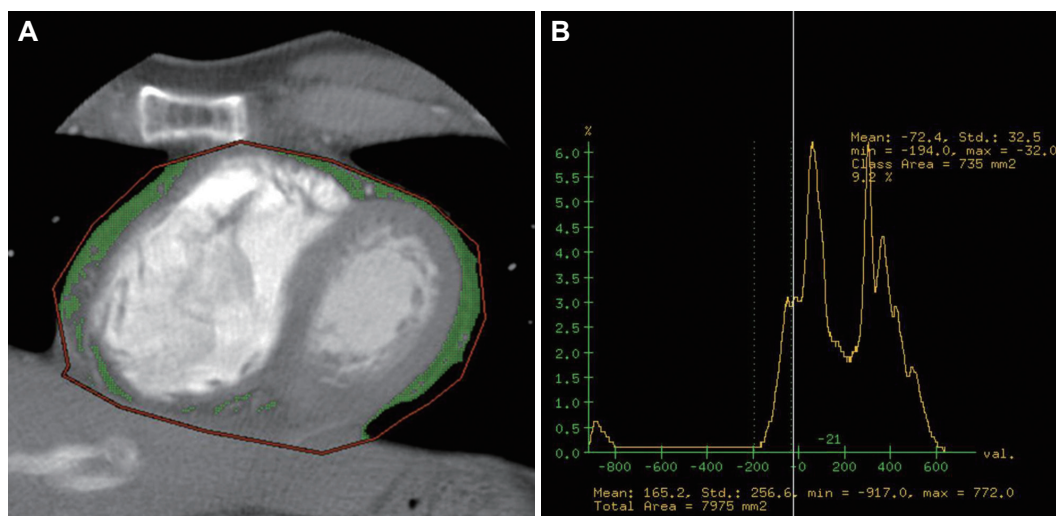 A
B
%
Mean: -72.4, Std.: 32.5
min = -194.0, max = -32.0
Class Area = 735 mm2
9.2 %
6.0
5.5
5.0
4.5
4.0
3.5
3.0
2.5
2.0
1.5
1.0
0.5
0.0
-21
-800 -600 -400 -200 -0 200 400 600 val.
Mean: 165.2, Std.: 256.6, min = -917.0, max = 772.0
Total Area = 7975 mm2